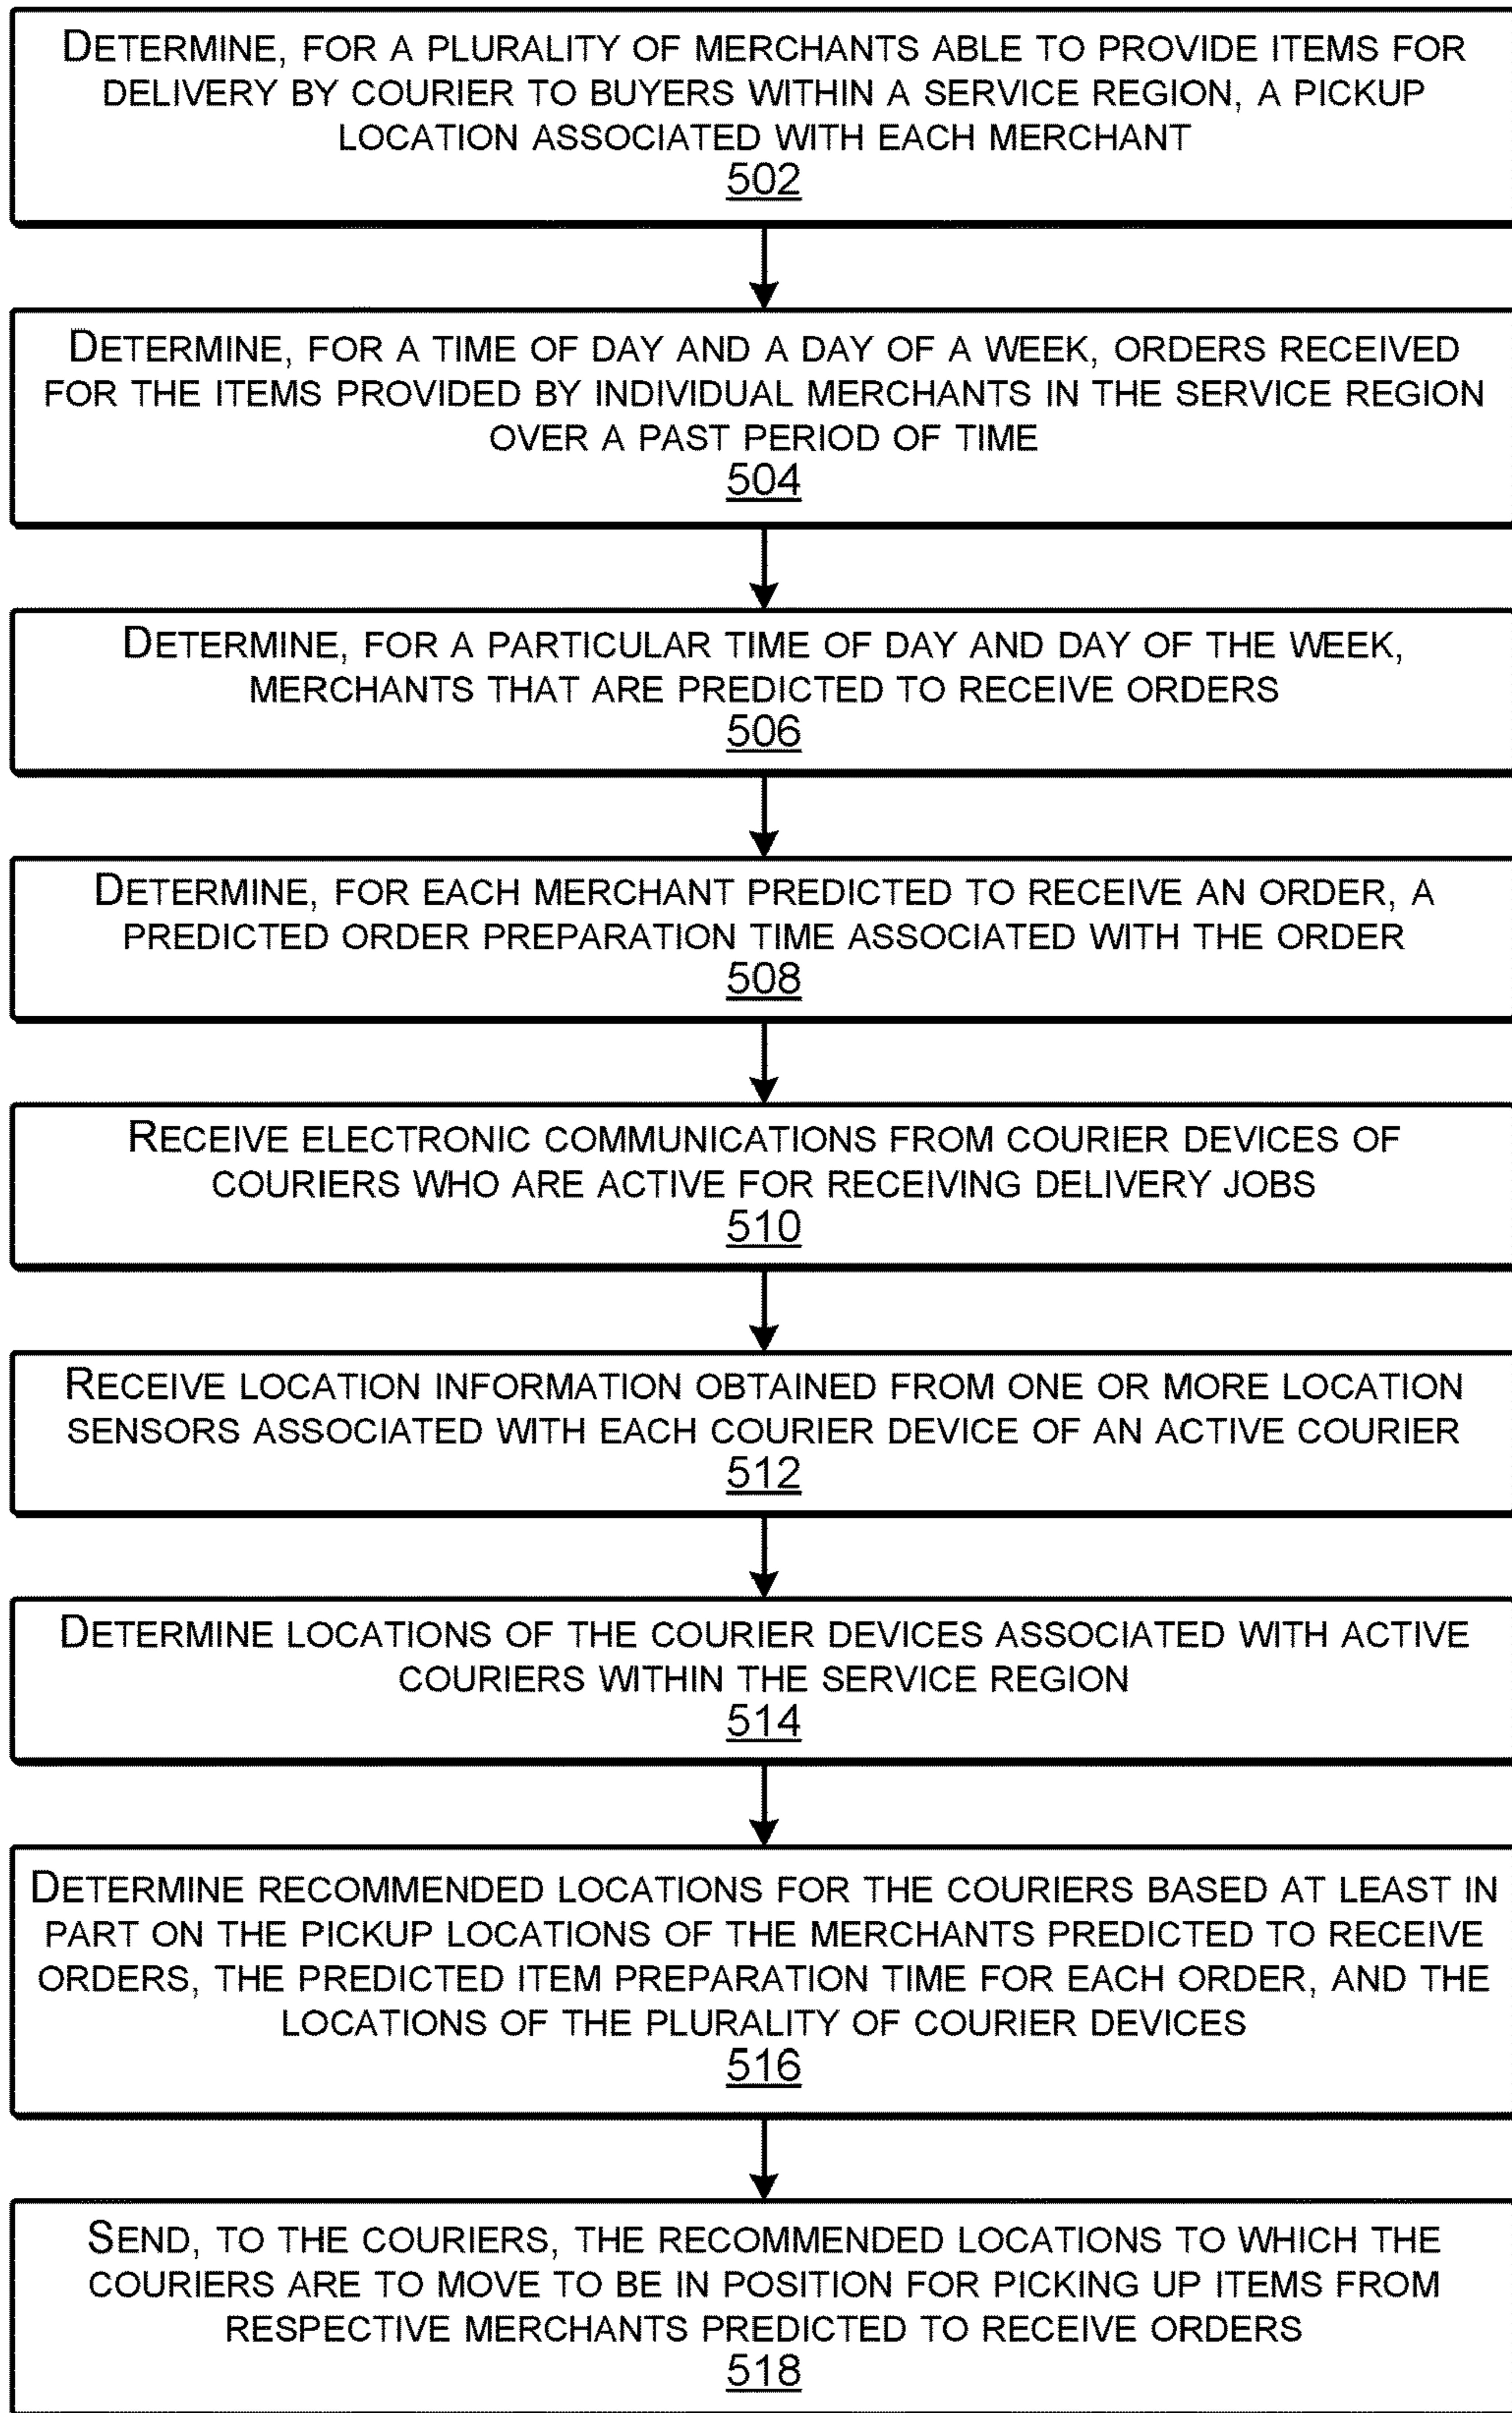 DETERMINE, FOR A PLURALITY OF MERCHANTS ABLE TO PROVIDE ITEMS FOR
DELIVERY BY COURIER TO BUYERS WITHIN A SERVICE REGION, A PICKUP
LOCATION ASSOCIATED WITH EACH MERCHANT
502
DETERMINE, FOR A TIME OF DAY AND A DAY OF A WEEK, ORDERS RECEIVED
FOR THE ITEMS PROVIDED BY INDIVIDUAL MERCHANTS IN THE SERVICE REGION
OVER A PAST PERIOD OF TIME
504
DETERMINE, FOR A PARTICULAR TIME OF DAY AND DAY OF THE WEEK,
MERCHANTS THAT ARE PREDICTED TO RECEIVE ORDERS
506
DETERMINE, FOR EACH MERCHANT PREDICTED TO RECEIVE AN ORDER, A
PREDICTED ORDER PREPARATION TIME ASSOCIATED WITH THE ORDER
508
RECEIVE ELECTRONIC COMMUNICATIONS FROM COURIER DEVICES OF
COURIERS WHO ARE ACTIVE FOR RECEIVING DELIVERY JOBS
510
RECEIVE LOCATION INFORMATION OBTAINED FROM ONE OR MORE LOCATION
SENSORS ASSOCIATED WITH EACH COURIER DEVICE OF AN ACTIVE COURIER
512
DETERMINE LOCATIONS OF THE COURIER DEVICES ASSOCIATED WITH ACTIVE
COURIERS WITHIN THE SERVICE REGION
514
DETERMINE RECOMMENDED LOCATIONS FOR THE COURIERS BASED AT LEAST IN
PART ON THE PICKUP LOCATIONS OF THE MERCHANTS PREDICTED TO RECEIVE
ORDERS, THE PREDICTED ITEM PREPARATION TIME FOR EACH ORDER, AND THE
LOCATIONS OF THE PLURALITY OF COURIER DEVICES
516
SEND, TO THE COURIERS, THE RECOMMENDED LOCATIONS TO WHICH THE
COURIERS ARE TO MOVE TO BE IN POSITION FOR PICKING UP ITEMS FROM
RESPECTIVE MERCHANTS PREDICTED TO RECEIVE ORDERS
518